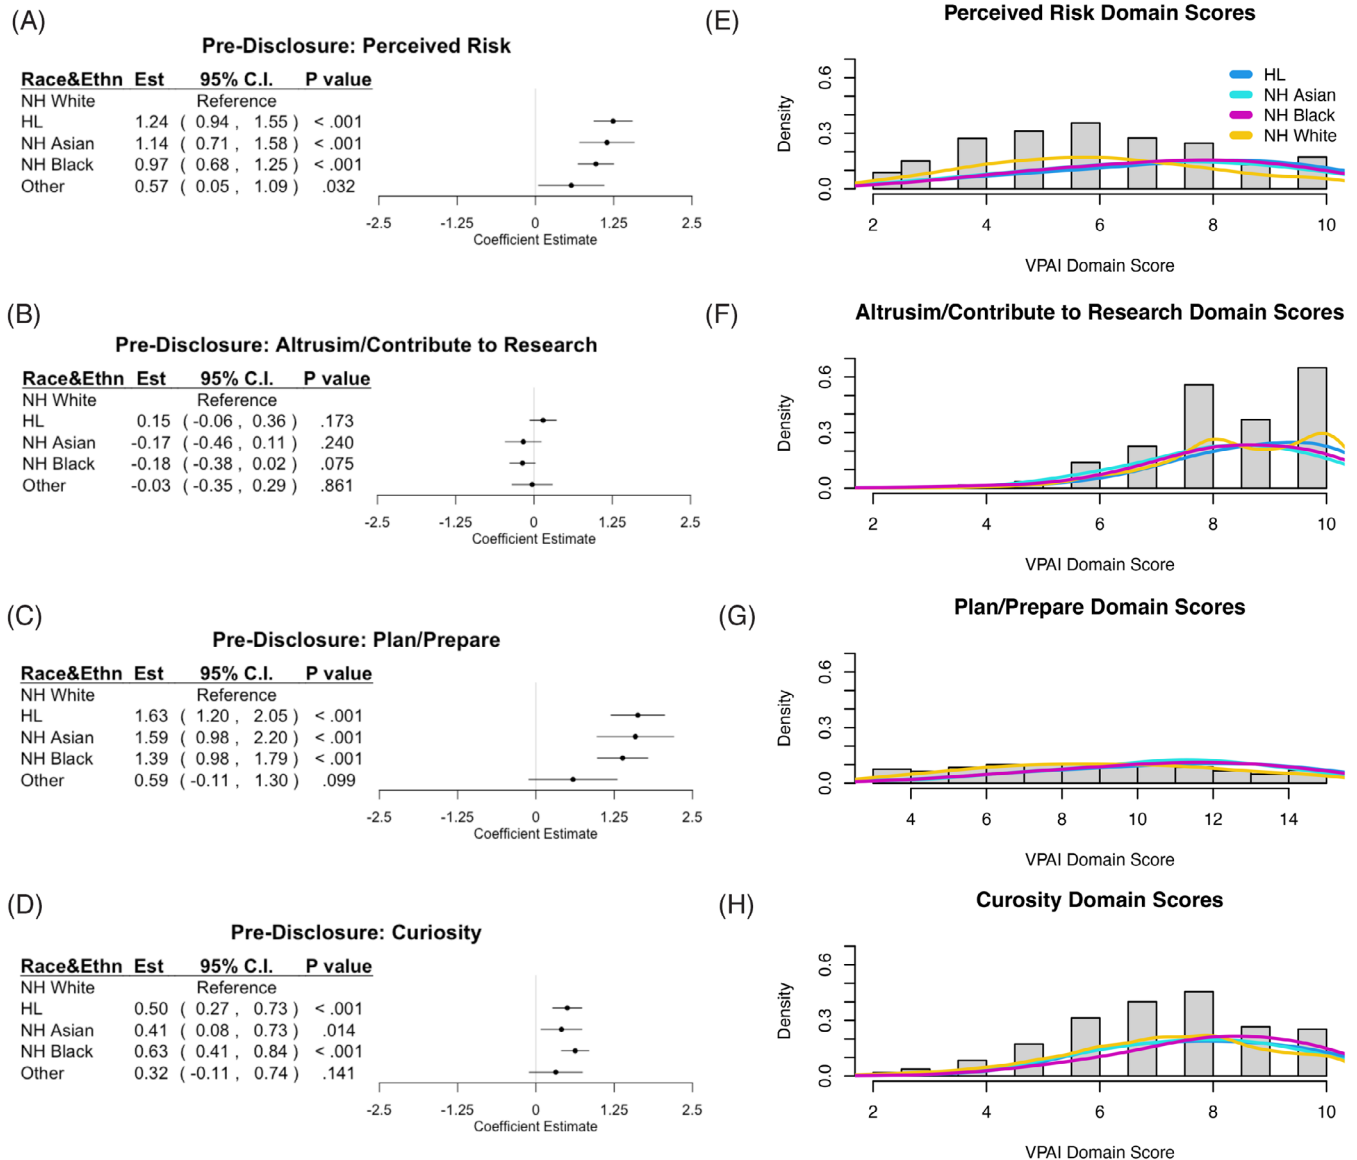 (A)
Pre-Disclosure: Perceived Risk
Race&Ethn Est 95% C.I. P value
NH White Reference
HL 1.24 ( 0.94 , 1.55 ) < .001
NH Asian 1.14 ( 0.71 , 1.58 ) < .001
NH Black 0.97 ( 0.68 , 1.25 ) < .001
Other 0.57 ( 0.05 , 1.09 ) .032
-2.5 -1.25 0 1.25 2.5
Coefficient Estimate
(E)
Perceived Risk Domain Scores
HL
NH Asian
NH Black
NH White
Density
0.0 0.3 0.6
2 4 6 8 10
VPAI Domain Score
(B)
Pre-Disclosure: Altrusim/Contribute to Research
Race&Ethn Est 95% C.I. P value
NH White Reference
HL 0.15 ( -0.06 , 0.36 ) .173
NH Asian -0.17 ( -0.46 , 0.11 ) .240
NH Black -0.18 ( -0.38 , 0.02 ) .075
Other -0.03 ( -0.35 , 0.29 ) .861
-2.5 -1.25 0 1.25 2.5
Coefficient Estimate
(F)
Altrusim/Contribute to Research Domain Scores
Density
0.0 0.3 0.6
2 4 6 8 10
VPAI Domain Score
(C)
Pre-Disclosure: Plan/Prepare
Race&Ethn Est 95% C.I. P value
NH White Reference
HL 1.63 ( 1.20 , 2.05 ) < .001
NH Asian 1.59 ( 0.98 , 2.20 ) < .001
NH Black 1.39 ( 0.98 , 1.79 ) < .001
Other 0.59 ( -0.11 , 1.30 ) .099
-2.5 -1.25 0 1.25 2.5
Coefficient Estimate
(G)
Plan/Prepare Domain Scores
Density
0.0 0.3 0.6
4 6 8 10 12 14
VPAI Domain Score
(D)
Pre-Disclosure: Curiosity
Race&Ethn Est 95% C.I. P value
NH White Reference
HL 0.50 ( 0.27 , 0.73 ) < .001
NH Asian 0.41 ( 0.08 , 0.73 ) .014
NH Black 0.63 ( 0.41 , 0.84 ) < .001
Other 0.32 ( -0.11 , 0.74 ) .141
-2.5 -1.25 0 1.25 2.5
Coefficient Estimate
(H)
Curosity Domain Scores
Density
0.0 0.3 0.6
2 4 6 8 10
VPAI Domain Score